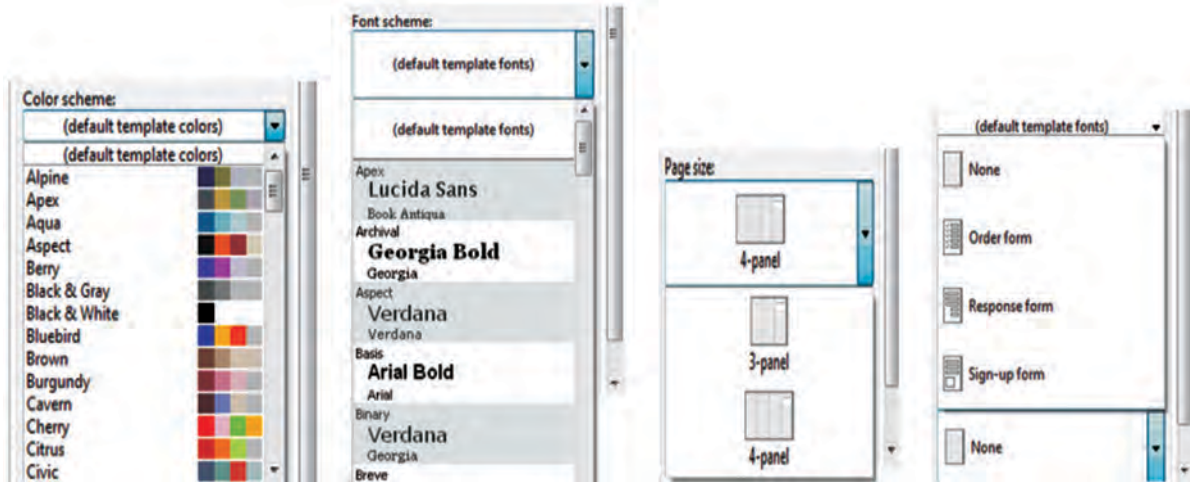 Color scheme:
(default template colors)
(default template colors)
Alpine
Apex
Aqua
Aspect
Berry
Black & Gray
Black & White
Bluebird
Brown
Burgundy
Cavern
Cherry
Citrus
Civic
Font scheme:
(default template fonts)
(default template fonts)
Apex
Lucida Sans
Book Antiqua
Archival
Georgia Bold
Georgia
Aspect
Verdana
Verdana
Basis
Arial Bold
Arial
Binary
Verdana
Georgia
Breve
Page size:
4-panel
3-panel
4-panel
(default template fonts)
None
Order form
Response form
Sign-up form
None